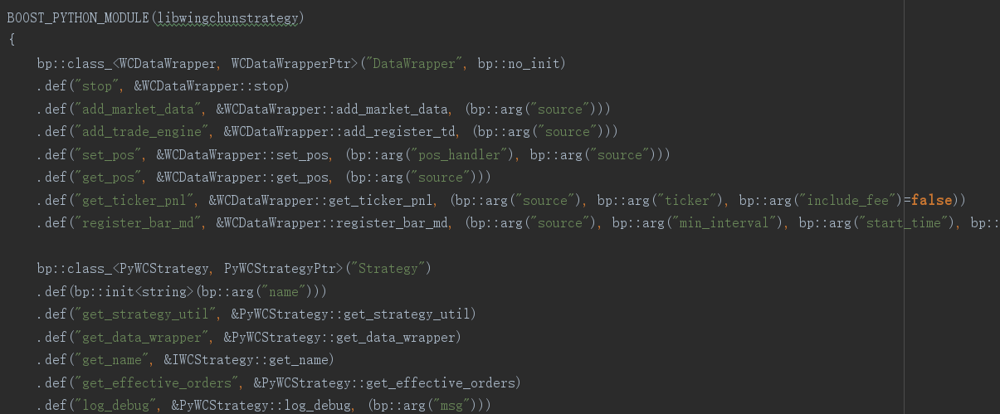 BOOST_PYTHON_MODULE(libwingchunstrategy)
{
bp::class_<WCDataWrapper, WCDataWrapperPtr>("DataWrapper", bp::no_init)
.def("stop", &WCDataWrapper::stop)
.def("add_market_data", &WCDataWrapper::add_market_data, (bp::arg("source")))
.def("add_trade_engine", &WCDataWrapper::add_register_td, (bp::arg("source")))
.def("set_pos", &WCDataWrapper::set_pos, (bp::arg("pos_handler"), bp::arg("source")))
.def("get_pos", &WCDataWrapper::get_pos, (bp::arg("source")))
.def("get_ticker_pnl", &WCDataWrapper::get_ticker_pnl, (bp::arg("source"), bp::arg("ticker"), bp::arg("include_fee")=false))
.def("register_bar_md", &WCDataWrapper::register_bar_md, (bp::arg("source"), bp::arg("min_interval"), bp::arg("start_time"), bp::
bp::class_<PyWCStrategy, PyWCStrategyPtr>("Strategy")
.def(bp::init<string>(bp::arg("name")))
.def("get_strategy_util", &PyWCStrategy::get_strategy_util)
.def("get_data_wrapper", &PyWCStrategy::get_data_wrapper)
.def("get_name", &IWCStrategy::get_name)
.def("get_effective_orders", &PyWCStrategy::get_effective_orders)
.def("log_debug", &PyWCStrategy::log_debug, (bp::arg("msg")))